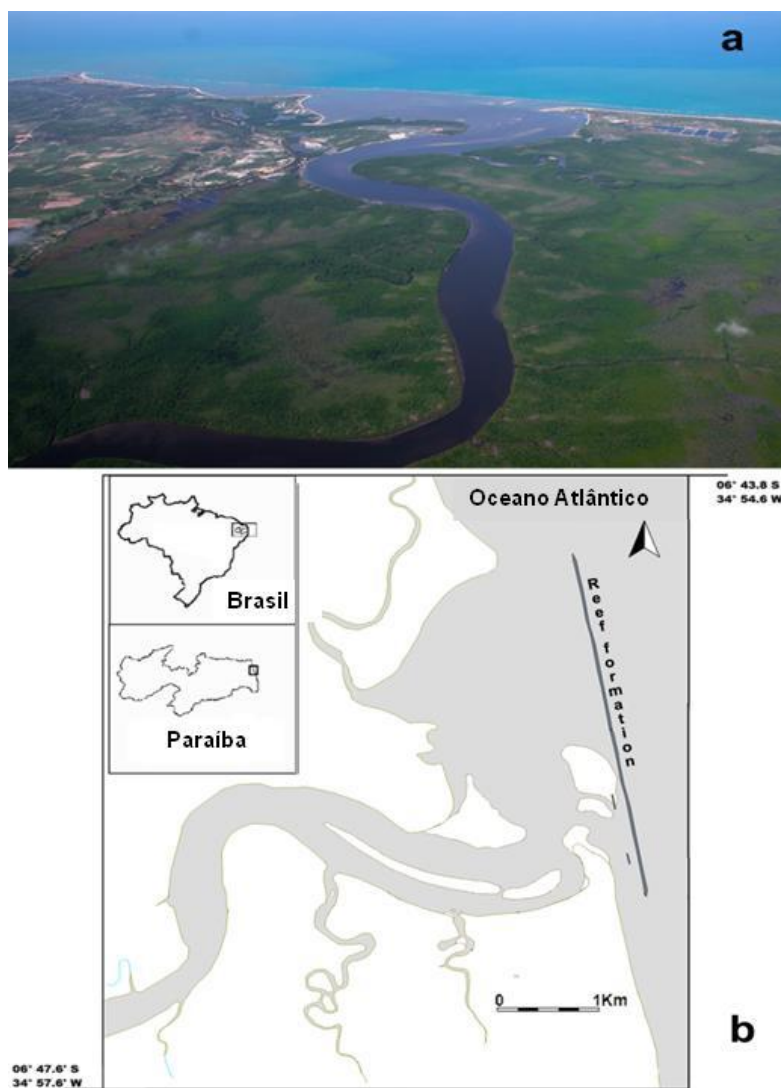 a
06° 43.8 S
34° 54.6 W
Oceano Atlântico
Brasil
Reef formation
Paraíba
0 1Km
b
06° 47.6' S
34° 57.6' W